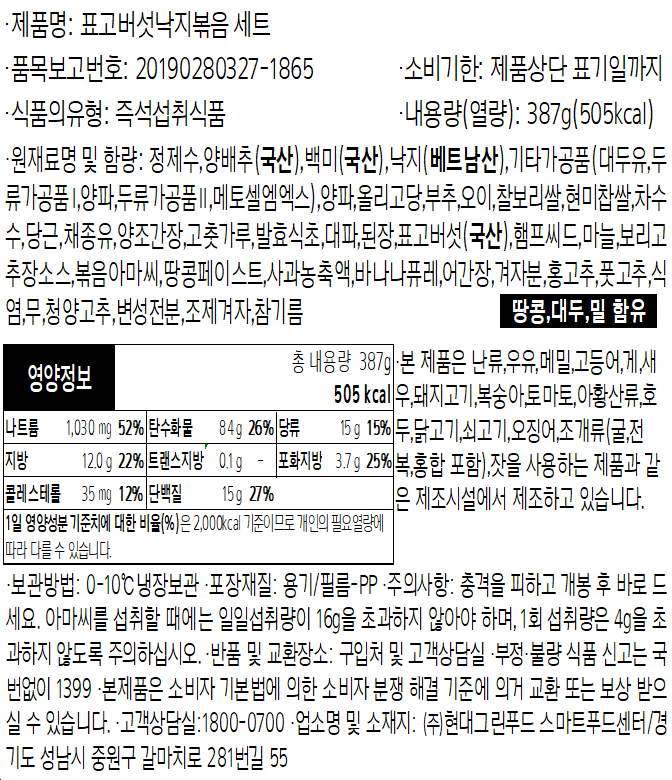 ·제품명: 표고버섯낙지볶음 세트
·품목보고번호: 20190280327-1865 ·소비기한: 제품상단 표기일까지
·식품의유형: 즉석섭취식품 ·내용량(열량): 387g(505kcal)
·원재료명 및 함량: 정제수,양배추(국산),백미(국산),낙지(베트남산),기타가공품(대두유,두
류가공품Ⅰ,양파,두류가공품Ⅱ,메토셀엠엑스),양파,올리고당,부추,오이,찰보리쌀,현미찹쌀,차수
수,당근,채종유,양조간장,고춧가루,발효식초,대파,된장,표고버섯(국산),햄프씨드,마늘,보리고
추장소스,볶음아마씨,땅콩페이스트,사과농축액,바나나퓨레,어간장,겨자분,홍고추,풋고추,식
염,무,청양고추,변성전분,조제겨자,참기름 땅콩,대두,밀 함유
영양정보 총 내용량 387g
505 kcal
나트륨 1,030 mg 52% 탄수화물 84 g 26% 당류 15 g 15%
지방 12.0 g 22% 트랜스지방 0.1 g - 포화지방 3.7 g 25%
콜레스테롤 35 mg 12% 단백질 15 g 27%
1일 영양성분 기준치에 대한 비율(%)은 2,000kcal 기준이므로 개인의 필요열량에
따라 다를 수 있습니다.
·본 제품은 난류,우유,메밀,고등어,게,새
우,돼지고기,복숭아,토마토,아황산류,호
두,닭고기,쇠고기,오징어,조개류(굴,전
복,홍합 포함),잣을 사용하는 제품과 같
은 제조시설에서 제조하고 있습니다.
·보관방법: 0-10℃냉장보관 ·포장재질: 용기/필름-PP ·주의사항: 충격을 피하고 개봉 후 바로 드
세요. 아마씨를 섭취할 때에는 일일섭취량이 16g을 초과하지 않아야 하며, 1회 섭취량은 4g을 초
과하지 않도록 주의하십시오. ·반품 및 교환장소: 구입처 및 고객상담실 ·부정·불량 식품 신고는 국
번없이 1399 ·본제품은 소비자 기본법에 의한 소비자 분쟁 해결 기준에 의거 교환 또는 보상 받으
실 수 있습니다. ·고객상담실:1800-0700 ·업소명 및 소재지: (주)현대그린푸드 스마트푸드센터/경
기도 성남시 중원구 갈마치로 281번길 55